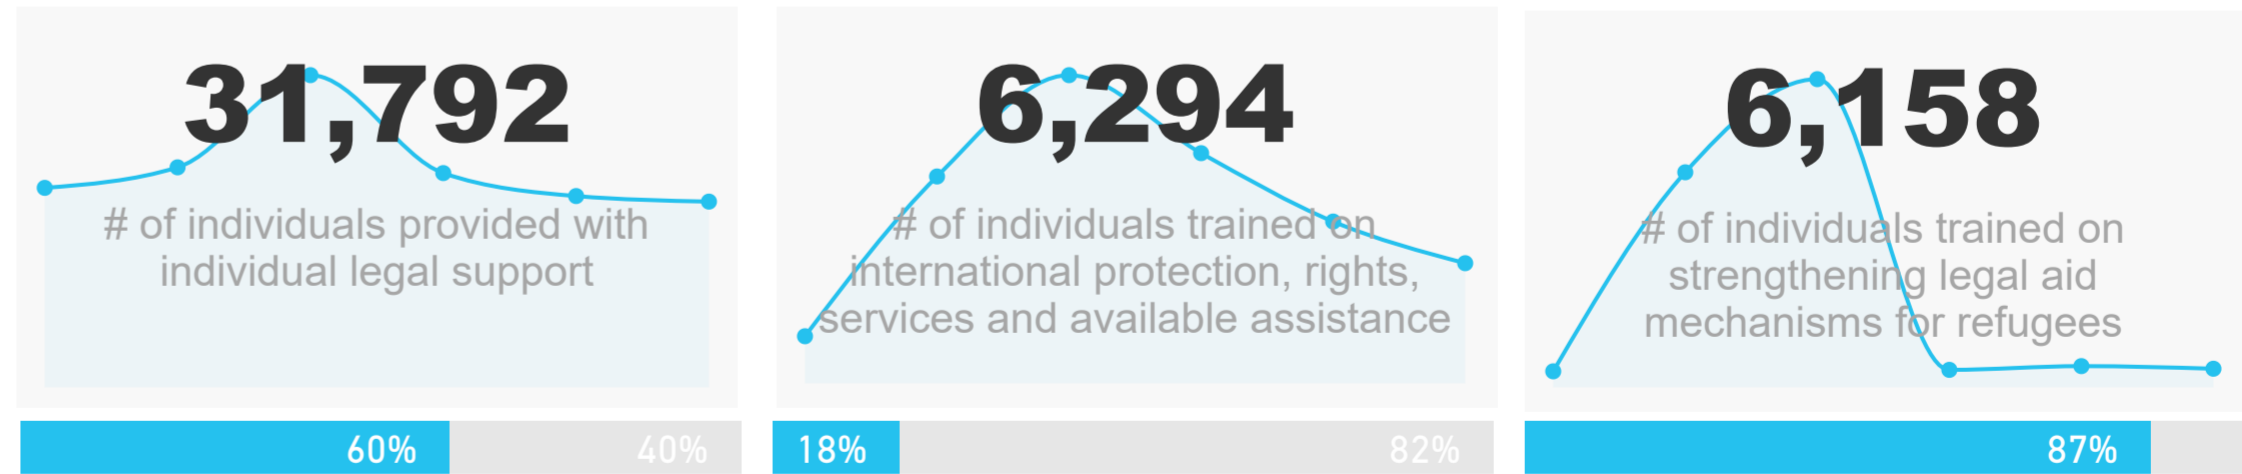 31,792
# of individuals provided with
individual legal support
60%
40%
6,294
# of individuals trained on
international protection, rights,
services and available assistance
18%
82%
6,158
# of individuals trained on
strengthening legal aid
mechanisms for refugees
87%